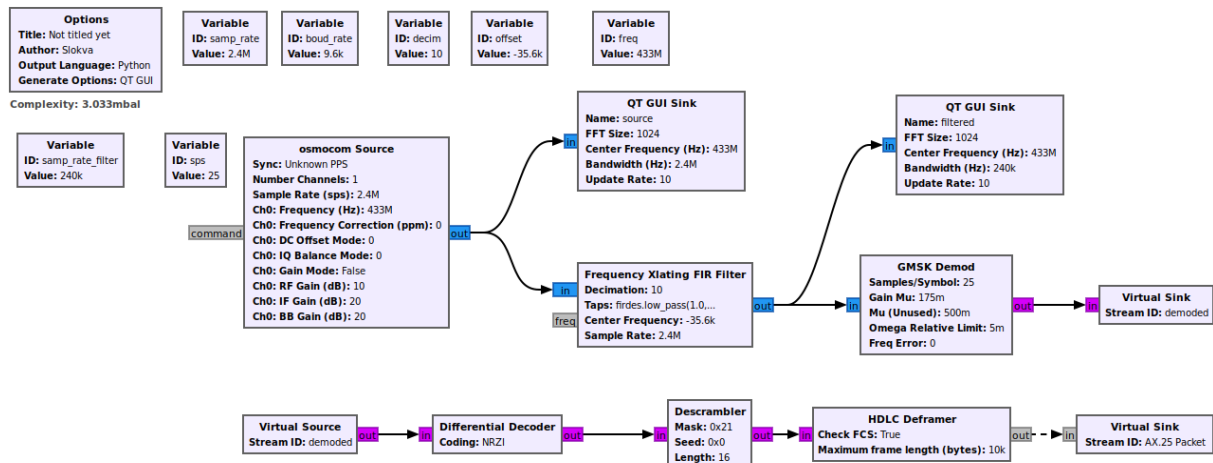 Options
Title: Not titled yet
Author: Slokva
Output Language: Python
Generate Options: QT GUI
Variable
ID: samp_rate
Value: 2.4M
Variable
ID: boud_rate
Value: 9.6k
Variable
ID: decim
Value: 10
Variable
ID: offset
Value: -35.6k
Variable
ID: freq
Value: 433M
Complexity: 3.033mbal
Variable
ID: samp_rate_filter
Value: 240k
Variable
ID: sps
Value: 25
command
osmocom Source
Sync: Unknown PPS
Number Channels: 1
Sample Rate (sps): 2.4M
Ch0: Frequency (Hz): 433M
Ch0: Frequency Correction (ppm): 0
Ch0: DC Offset Mode: 0
Ch0: IQ Balance Mode: 0
Ch0: Gain Mode: False
Ch0: RF Gain (dB): 10
Ch0: IF Gain (dB): 20
Ch0: BB Gain (dB): 20
out
in
QT GUI Sink
Name: source
FFT Size: 1024
Center Frequency (Hz): 433M
Bandwidth (Hz): 2.4M
Update Rate: 10
in
QT GUI Sink
Name: filtered
FFT Size: 1024
Center Frequency (Hz): 433M
Bandwidth (Hz): 240k
Update Rate: 10
in
freq
Frequency Xlating FIR Filter
Decimation: 10
Taps: firdes.low_pass(1.0,...
Center Frequency: -35.6k
Sample Rate: 2.4M
out
in
GMSK Demod
Samples/Symbol: 25
Gain Mu: 175m
Mu (Unused): 500m
Omega Relative Limit: 5m
Freq Error: 0
out
in
Virtual Sink
Stream ID: demoded
Virtual Source
Stream ID: demoded
out
in
Differential Decoder
Coding: NRZI
out
in
Descrambler
Mask: 0x21
Seed: 0x0
Length: 16
out
in
HDLC Deframer
Check FCS: True
Maximum frame length (bytes): 10k
out
in
Virtual Sink
Stream ID: AX.25 Packet